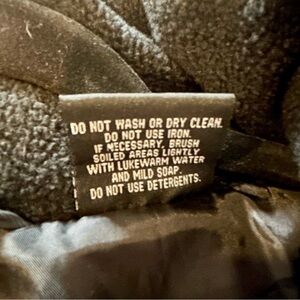 DO NOT WASH OR DRY CLEAN.
DO NOT USE IRON.
IF NECESSARY, BRUSH
SOILED AREAS LIGHTLY
WITH LUKEWARM WATER
AND MILD SOAP.
DO NOT USE DETERGENTS.